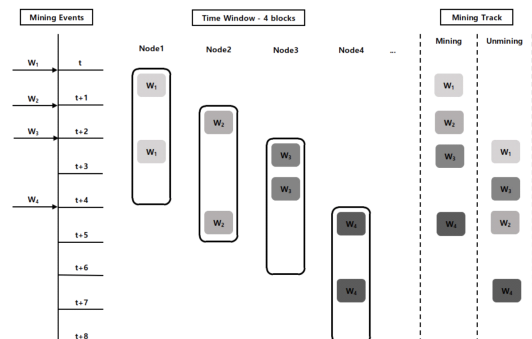 Mining Events
Time Window - 4 blocks
Mining Track
Node1
Node2
Node3
Node4
...
Mining
Unmining
W₁
t
W₁
W₁
W₂
t+1
W₂
W₂
W₃
t+2
W₁
W₃
W₃
W₁
t+3
W₃
W₃
W₄
t+4
W₂
W₄
W₄
W₂
t+5
t+6
W₄
W₄
t+7
t+8